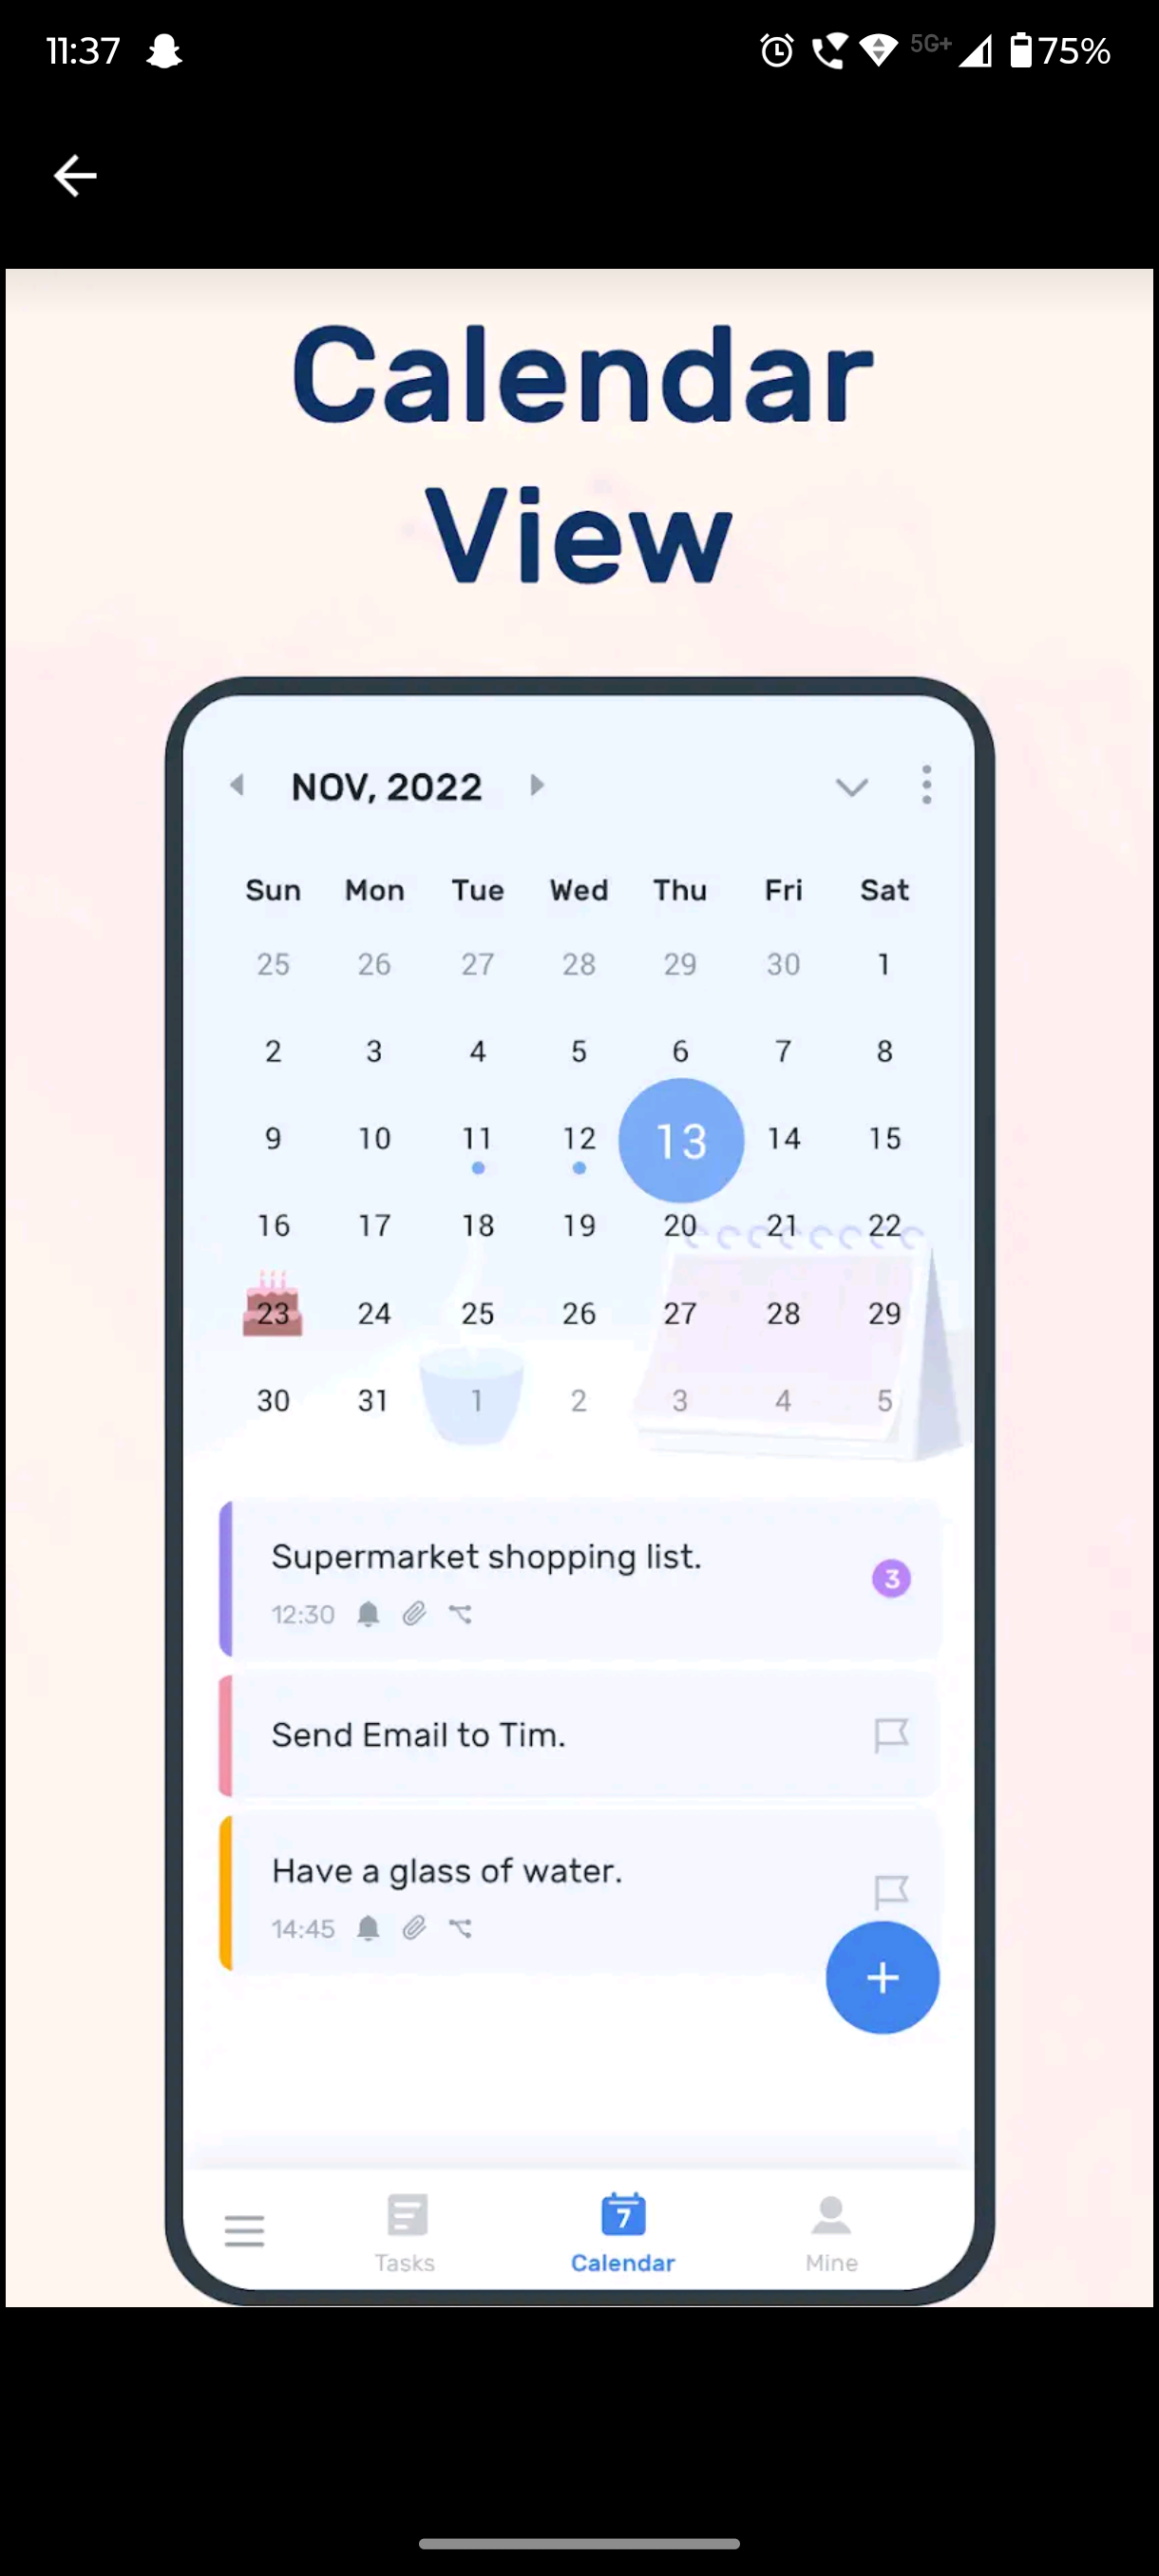 11:37 5G+ 75%
Calendar
View
NOV, 2022
Sun Mon Tue Wed Thu Fri Sat
25 26 27 28 29 30 1
2 3 4 5 6 7 8
9 10 11 12 13 14 15
16 17 18 19 20 21 22
23 24 25 26 27 28 29
30 31 1 2 3 4 5
Supermarket shopping list.
3
12:30
Send Email to Tim.
Have a glass of water.
14:45
+
7
Tasks Calendar Mine